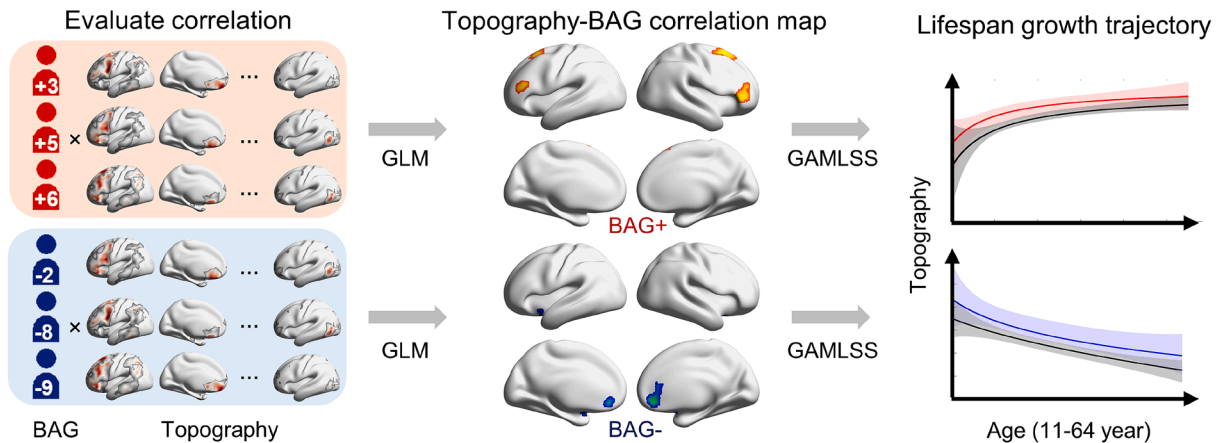 Evaluate correlation
Topography-BAG correlation map
Lifespan growth trajectory
+3
...
+5
×
...
+6
...
GLM
GAMLSS
BAG+
Topography
-2
...
-8
×
...
-9
...
GLM
GAMLSS
BAG
Topography
BAG-
Age (11-64 year)